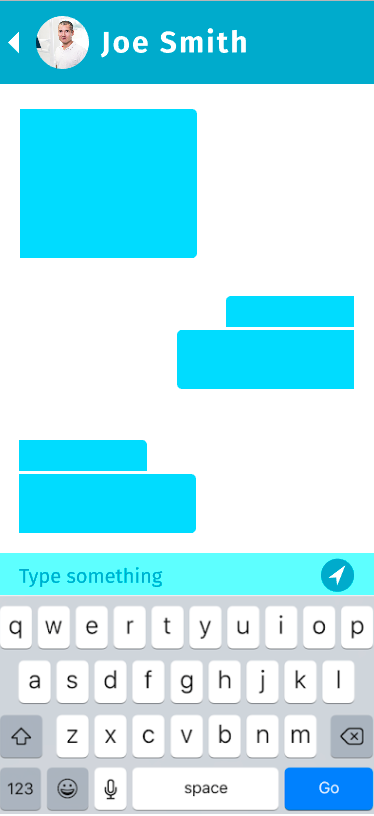 Joe Smith
Type something
q w e r t y u i o p
a s d f g h j k l
z x c v b n m
123 space Go